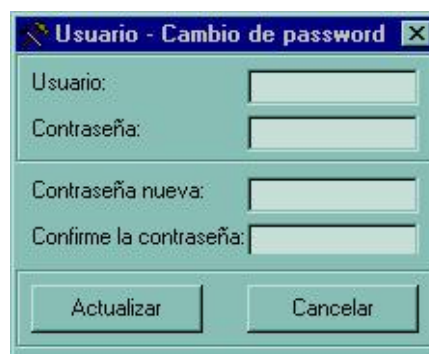 Usuario - Cambio de password
Usuario:
Contraseña:
Contraseña nueva:
Confirme la contraseña:
Actualizar Cancelar